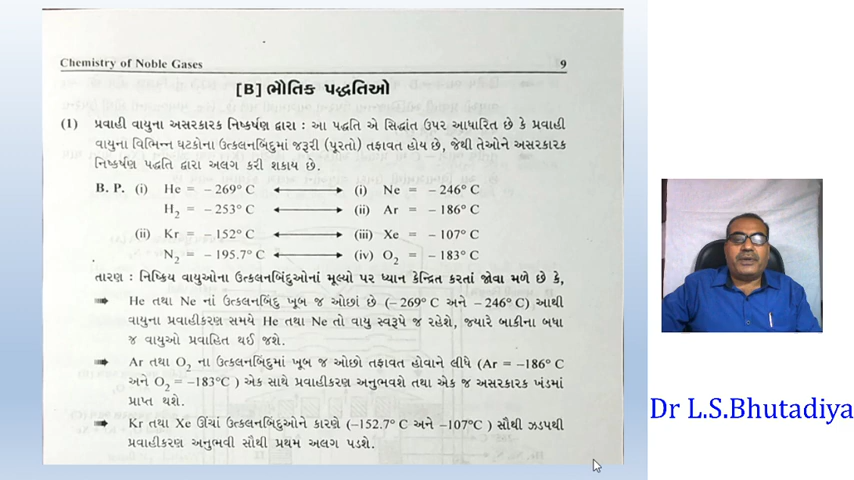 Chemistry of Noble Gases 9
[B] ભૌતિક પદ્ધતિઓ
(1) પ્રવાહી વાયુના અસરકારક નિષ્કર્ષણ દ્વારા : આ પદ્ધતિ એ સિદ્ધાંત ઉપર આધારિત છે કે પ્રવાહી
વાયુના વિભિન્ન ઘટકોના ઉત્કલનબિંદુમાં જરૂરી (પૂરતો) તફાવત હોય છે, જેથી તેઓને અસરકારક
નિષ્કર્ષણ પદ્ધતિ દ્વારા અલગ કરી શકાય છે.
B. P. (i) He = – 269° C ⟷ (i) Ne = – 246° C
H₂ = – 253° C ⟷ (ii) Ar = – 186° C
(ii) Kr = – 152° C ⟷ (iii) Xe = – 107° C
N₂ = – 195.7° C ⟷ (iv) O₂ = – 183° C
તારણ : નિષ્ક્રિય વાયુઓના ઉત્કલનબિંદુઓનાં મૂલ્યો પર ધ્યાન કેન્દ્રિત કરતાં જોવા મળે છે કે,
➠ He તથા Ne નાં ઉત્કલનબિંદુ ખૂબ જ ઓછાં છે (– 269° C અને – 246° C) આથી
વાયુના પ્રવાહીકરણ સમયે He તથા Ne તો વાયુ સ્વરૂપે જ રહેશે, જ્યારે બાકીના બધા
જ વાયુઓ પ્રવાહિત થઈ જશે.
➠ Ar તથા O₂ ના ઉત્કલનબિંદુમાં ખૂબ જ ઓછો તફાવત હોવાને લીધે (Ar = –186° C
અને O₂ = –183°C ) એક સાથે પ્રવાહીકરણ અનુભવશે તથા એક જ અસરકારક ખંડમાં
પ્રાપ્ત થશે.
➠ Kr તથા Xe ઊંચાં ઉત્કલનબિંદુઓને કારણે (–152.7° C અને –107°C ) સૌથી ઝડપથી
પ્રવાહીકરણ અનુભવી સૌથી પ્રથમ અલગ પડશે.
Dr L.S.Bhutadiya